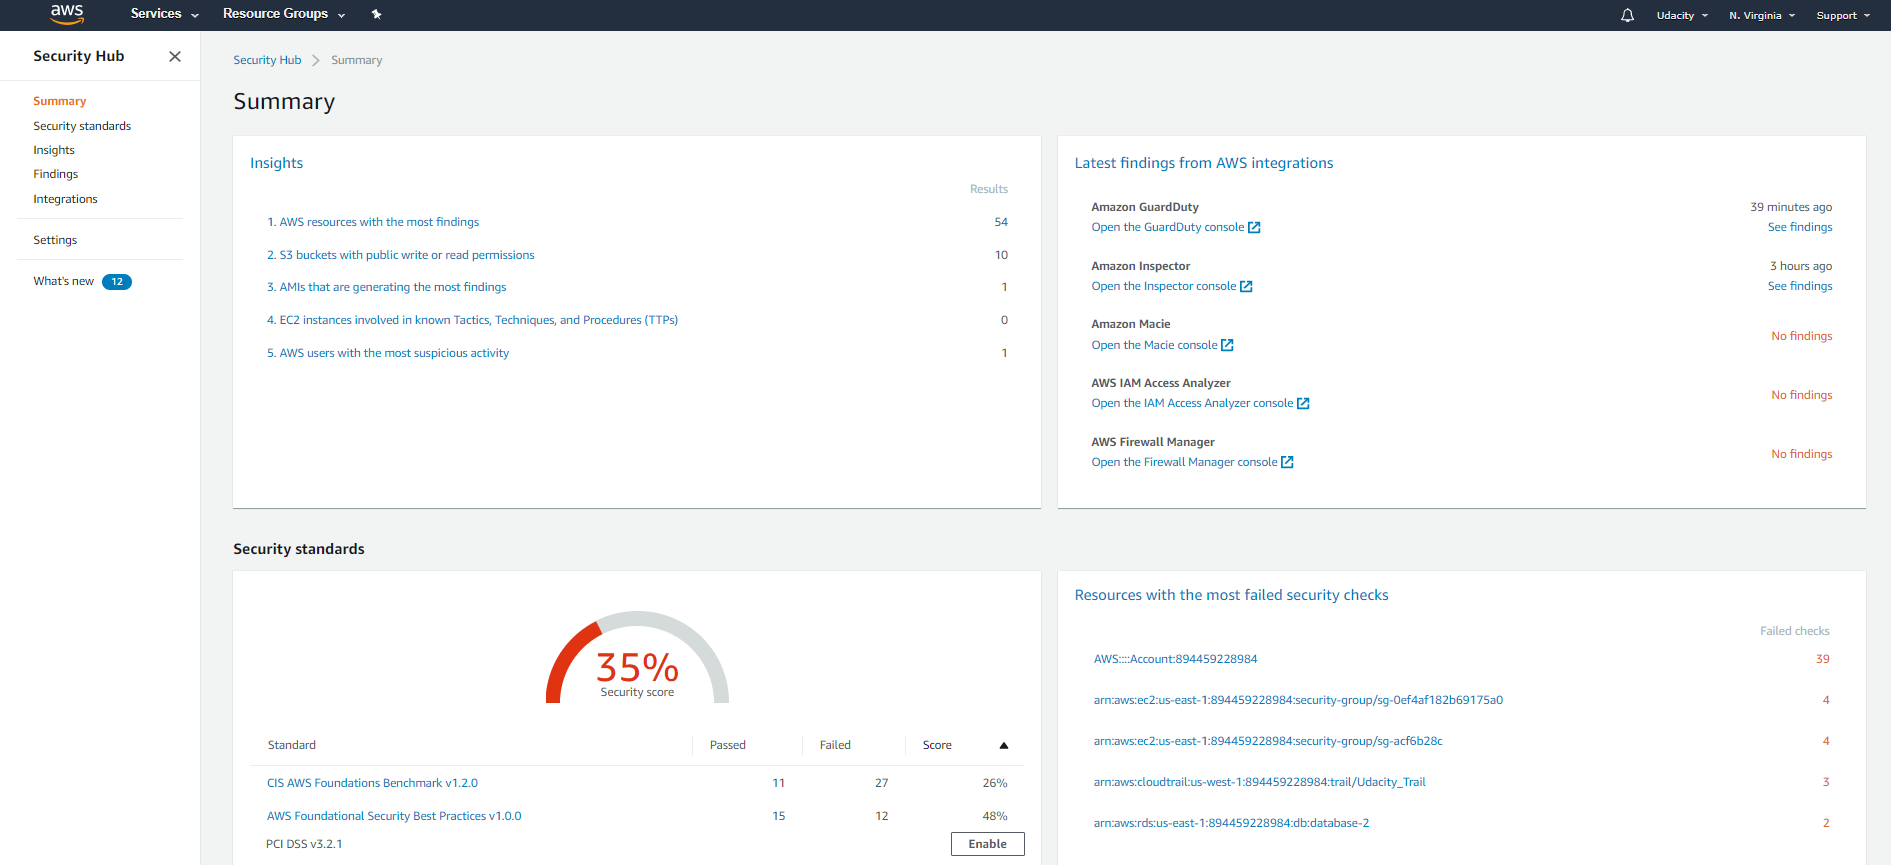 aws
Services
Resource Groups
Udacity
N. Virginia
Support
Security Hub
Summary
Security standards
Insights
Findings
Integrations
Settings
What's new 12
Security Hub
Summary
Summary
Insights
Results
1. AWS resources with the most findings 54
2. S3 buckets with public write or read permissions 10
3. AMIs that are generating the most findings 1
4. EC2 instances involved in known Tactics, Techniques, and Procedures (TTPs) 0
5. AWS users with the most suspicious activity 1
Latest findings from AWS integrations
Amazon GuardDuty 39 minutes ago
Open the GuardDuty console See findings
Amazon Inspector 3 hours ago
Open the Inspector console See findings
Amazon Macie
No findings
Open the Macie console
AWS IAM Access Analyzer
No findings
Open the IAM Access Analyzer console
AWS Firewall Manager
No findings
Open the Firewall Manager console
Security standards
35%
Security score
Standard Passed Failed Score
CIS AWS Foundations Benchmark v1.2.0 11 27 26%
AWS Foundational Security Best Practices v1.0.0 15 12 48%
PCI DSS v3.2.1 Enable
Resources with the most failed security checks
Failed checks
AWS::::Account:894459228984 39
arn:aws:ec2:us-east-1:894459228984:security-group/sg-0ef4af182b69175a0 4
arn:aws:ec2:us-east-1:894459228984:security-group/sg-acf6b28c 4
arn:aws:cloudtrail:us-west-1:894459228984:trail/Udacity_Trail 3
arn:aws:rds:us-east-1:894459228984:db:database-2 2